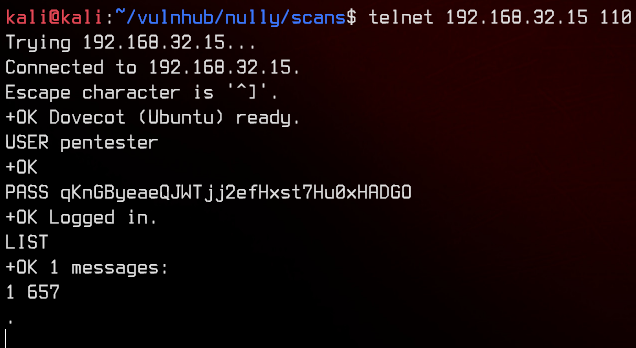 kali@kali:~/vulnhub/nully/scans$ telnet 192.168.32.15 110
Trying 192.168.32.15...
Connected to 192.168.32.15.
Escape character is '^]'.
+OK Dovecot (Ubuntu) ready.
USER pentester
+OK
PASS qKnGByeaeQJWTjj2efHxst7Hu0xHADGO
+OK Logged in.
LIST
+OK 1 messages:
1 657
.